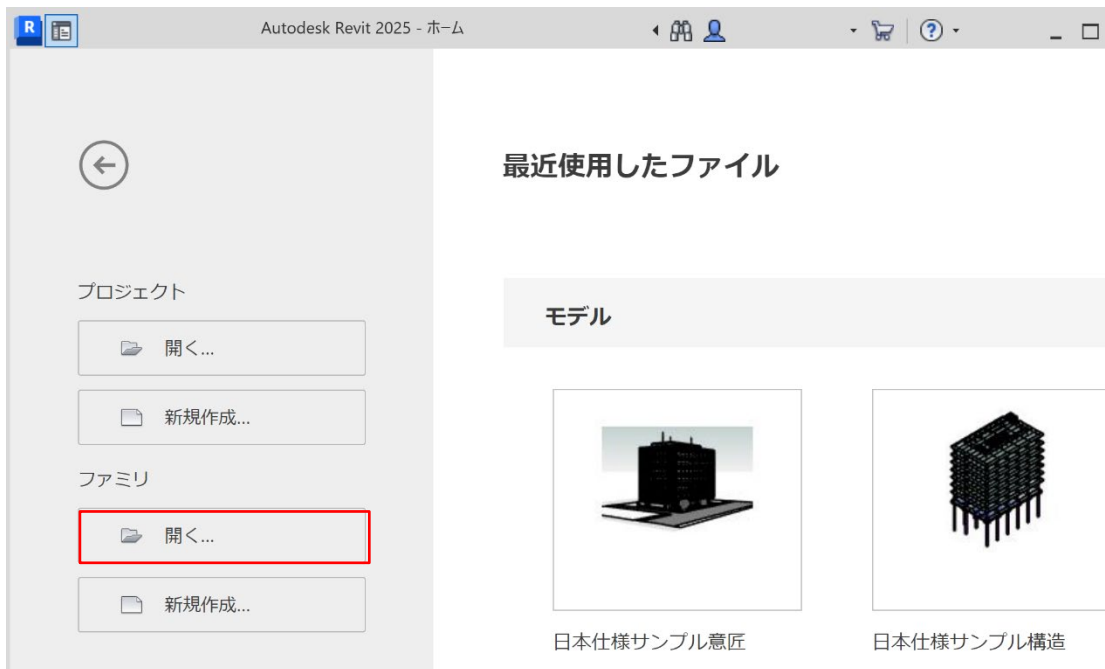 R
Autodesk Revit 2025 - ホーム
最近使用したファイル
プロジェクト
開く...
新規作成...
ファミリ
開く...
新規作成...
モデル
日本仕様サンプル意匠
日本仕様サンプル構造